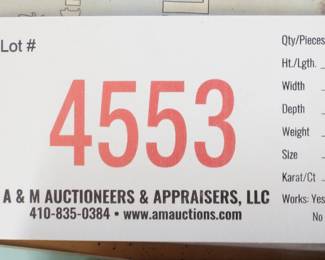 Lot #
4553
A & M AUCTIONEERS & APPRAISERS, LLC
410-835-0384 • www.amauctions.com
Qty/Pieces
Ht./Lgth.
Width
Depth
Weight
Size
Karat/Ct
Works: Yes
No